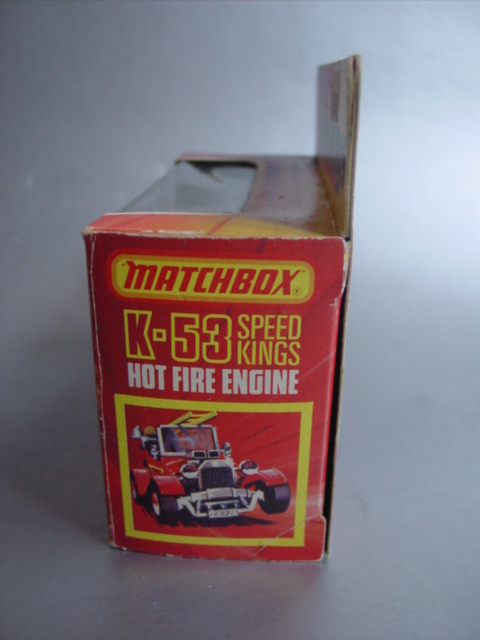 "MATCHBOX"®
K-53 SPEED KINGS
HOT FIRE ENGINE